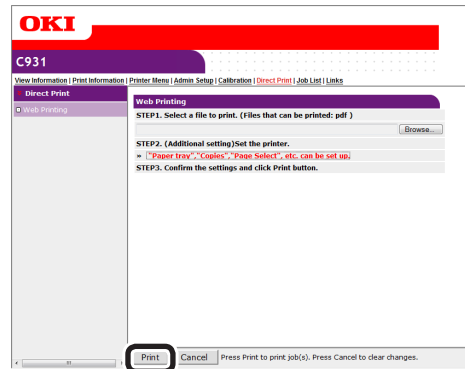 OKI
C931
View Information | Print Information | Printer Menu | Admin Setup | Calibration | Direct Print | Job List | Links
Direct Print
Web Printing
Web Printing
STEP1. Select a file to print. (Files that can be printed: pdf )
Browse...
STEP2. (Additional setting)Set the printer.
» "Paper tray","Copies","Page Select", etc. can be set up.
STEP3. Confirm the settings and click Print button.
Print Cancel Press Print to print job(s). Press Cancel to clear changes.